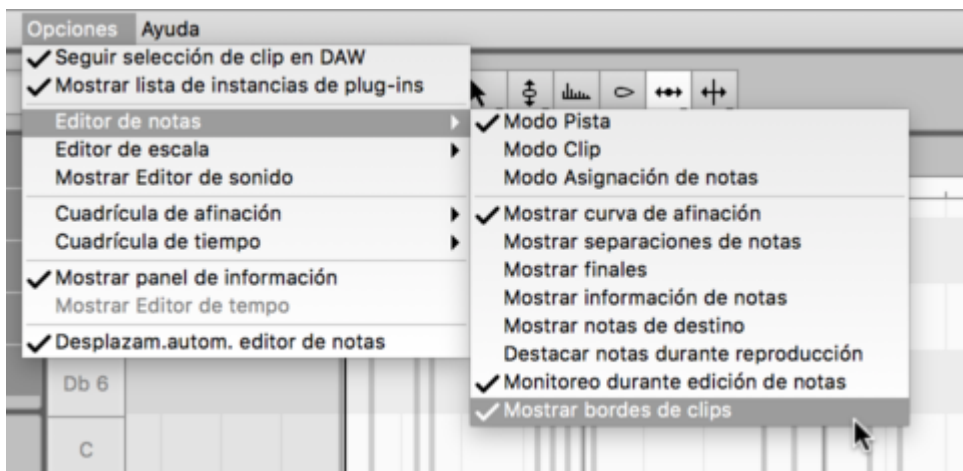 Opciones Ayuda
Seguir selección de clip en DAW
Mostrar lista de instancias de plug-ins
Editor de notas
Editor de escala
Mostrar Editor de sonido
Cuadrícula de afinación
Cuadrícula de tiempo
Mostrar panel de información
Mostrar Editor de tempo
Desplazam.autom. editor de notas
Modo Pista
Modo Clip
Modo Asignación de notas
Mostrar curva de afinación
Mostrar separaciones de notas
Mostrar finales
Mostrar información de notas
Mostrar notas de destino
Destacar notas durante reproducción
Monitoreo durante edición de notas
Mostrar bordes de clips
Db 6
C